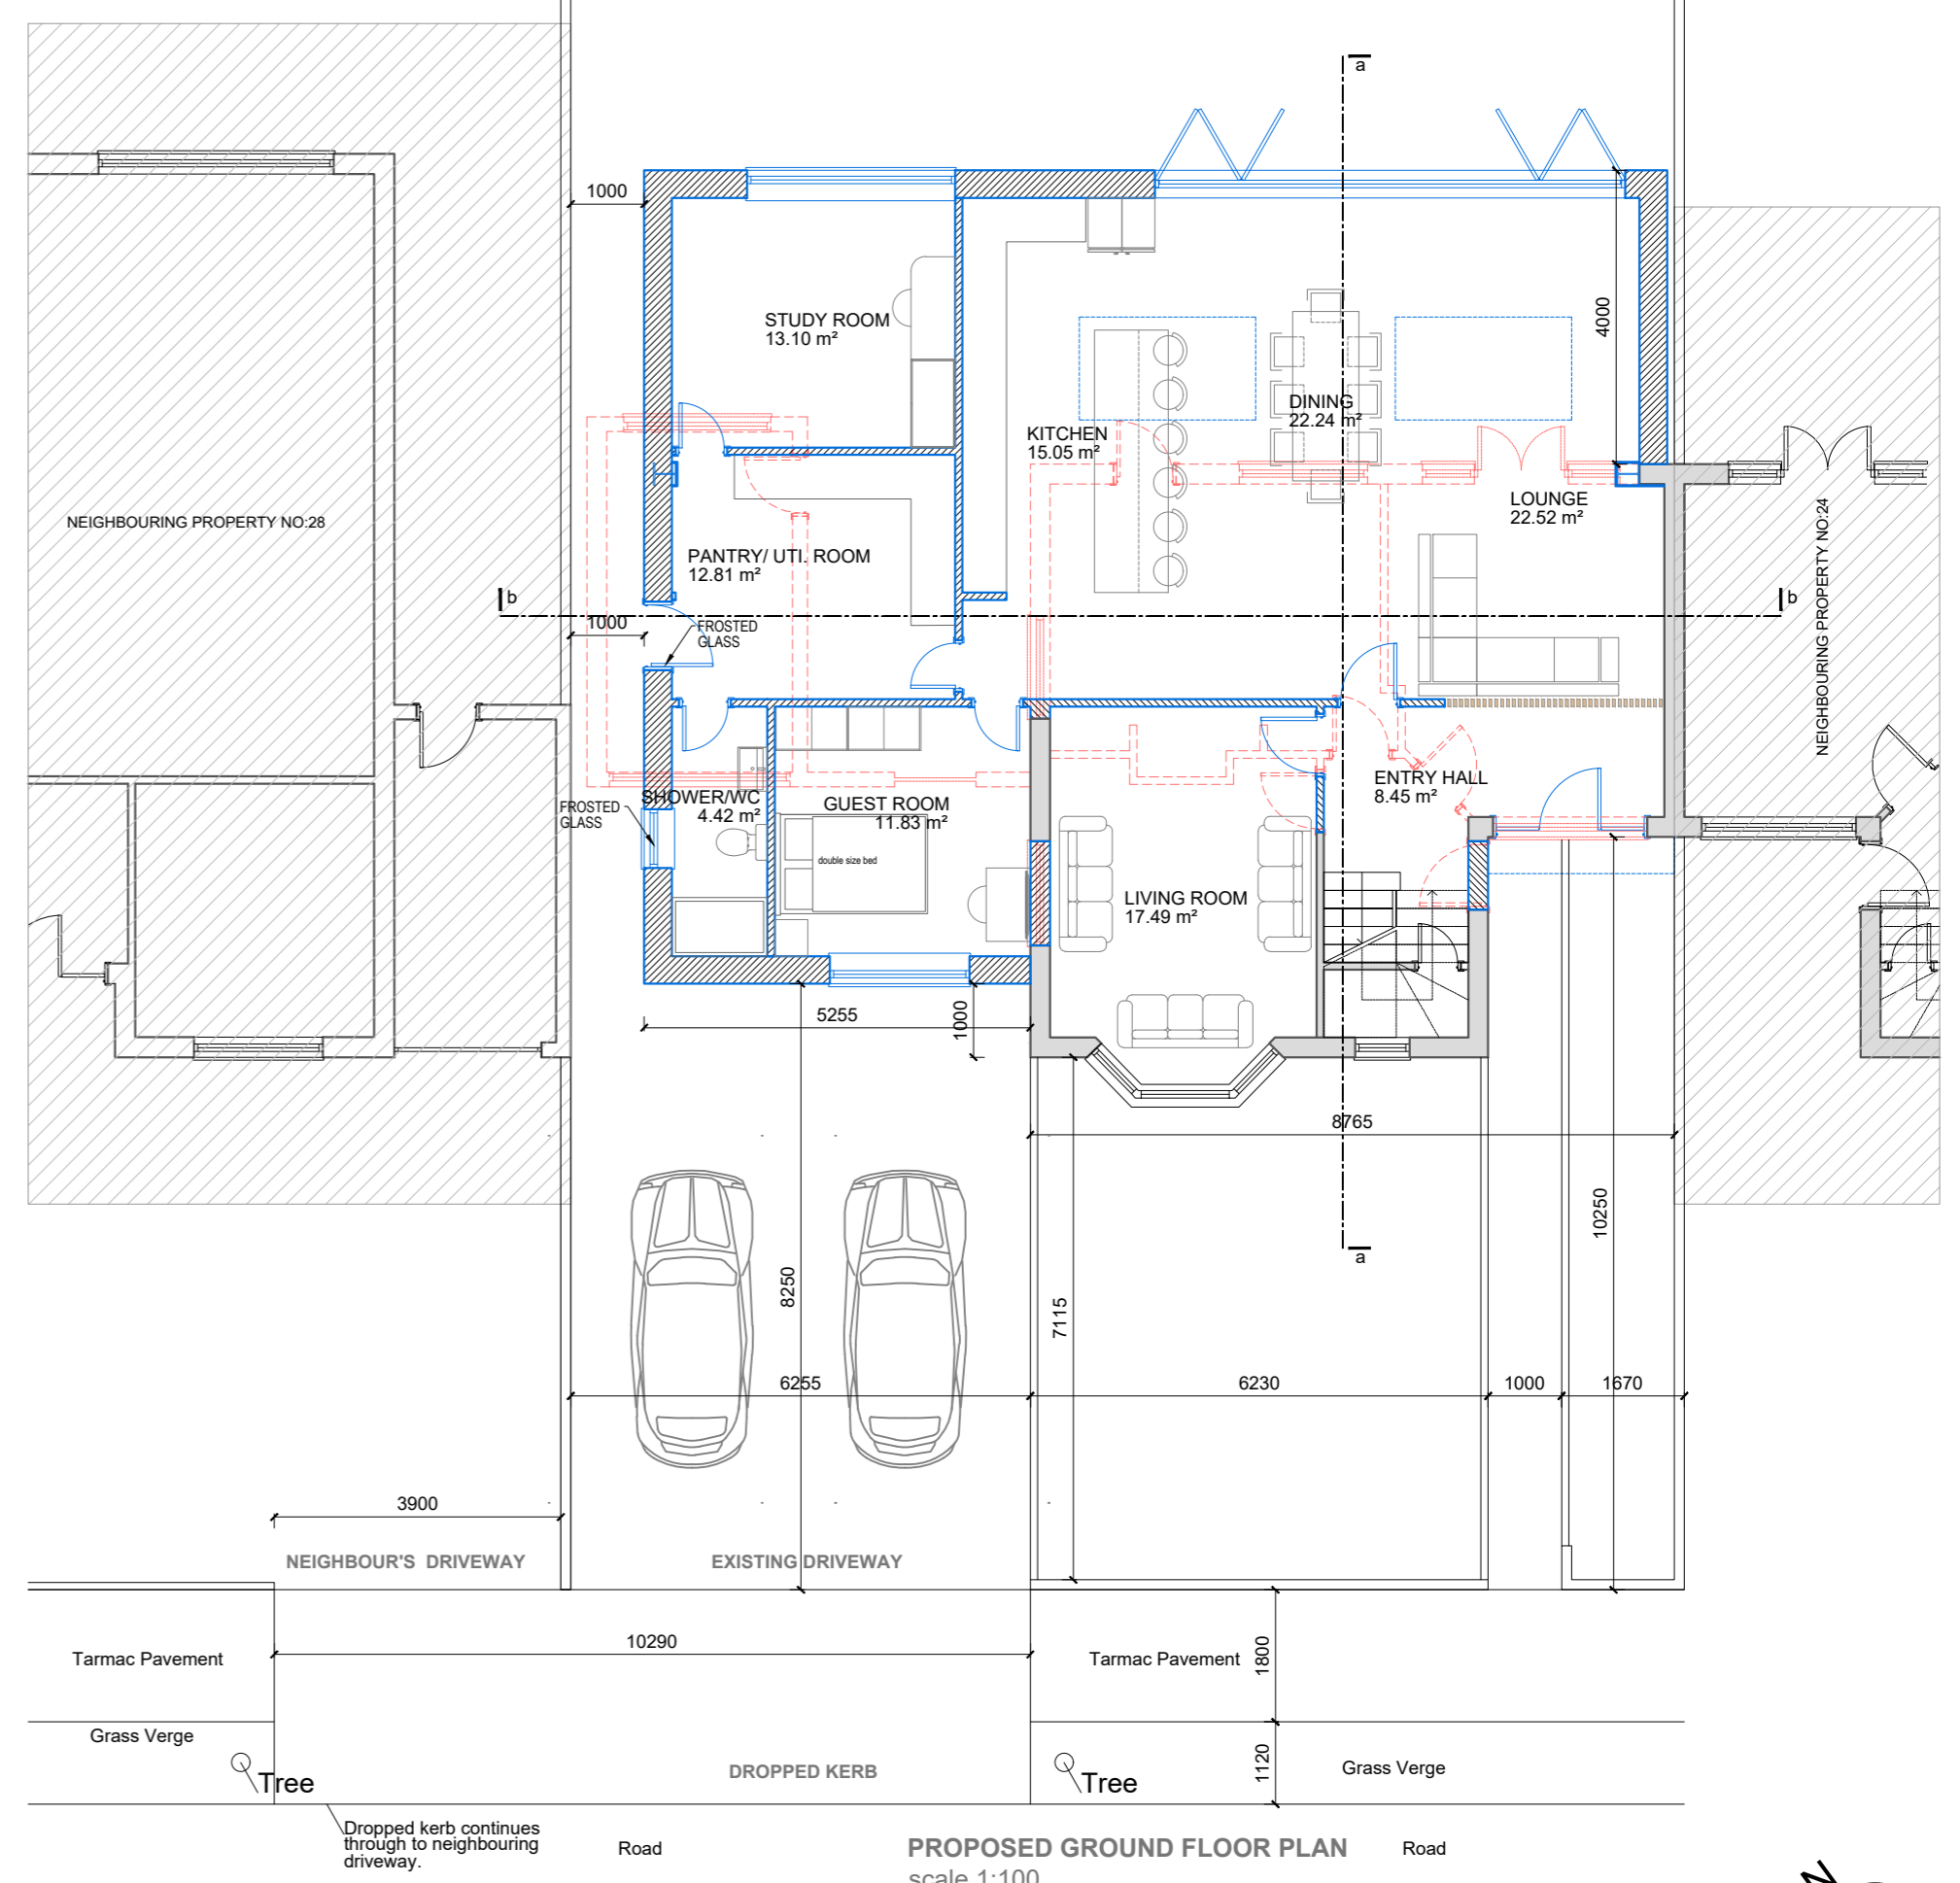 a
1000
STUDY ROOM
13.10 m²
4000
DINING
22.24 m²
KITCHEN
15.05 m²
LOUNGE
22.52 m²
NEIGHBOURING PROPERTY NO:28
NEIGHBOURING PROPERTY NO:24
PANTRY/ UTI. ROOM
12.81 m²
b
b
1000
FROSTED
GLASS
ENTRY HALL
8.45 m²
SHOWER/WC
4.42 m²
GUEST ROOM
11.83 m²
FROSTED
GLASS
double size bed
LIVING ROOM
17.49 m²
5255
1000
8765
10250
a
8250
7115
6255
6230
1000
1670
3900
NEIGHBOUR'S DRIVEWAY
EXISTING DRIVEWAY
10290
Tarmac Pavement
Tarmac Pavement
1800
Grass Verge
1120
Tree
DROPPED KERB
Tree
Grass Verge
Dropped kerb continues
through to neighbouring
driveway.
Road
PROPOSED GROUND FLOOR PLAN
Road
scale 1:100
N